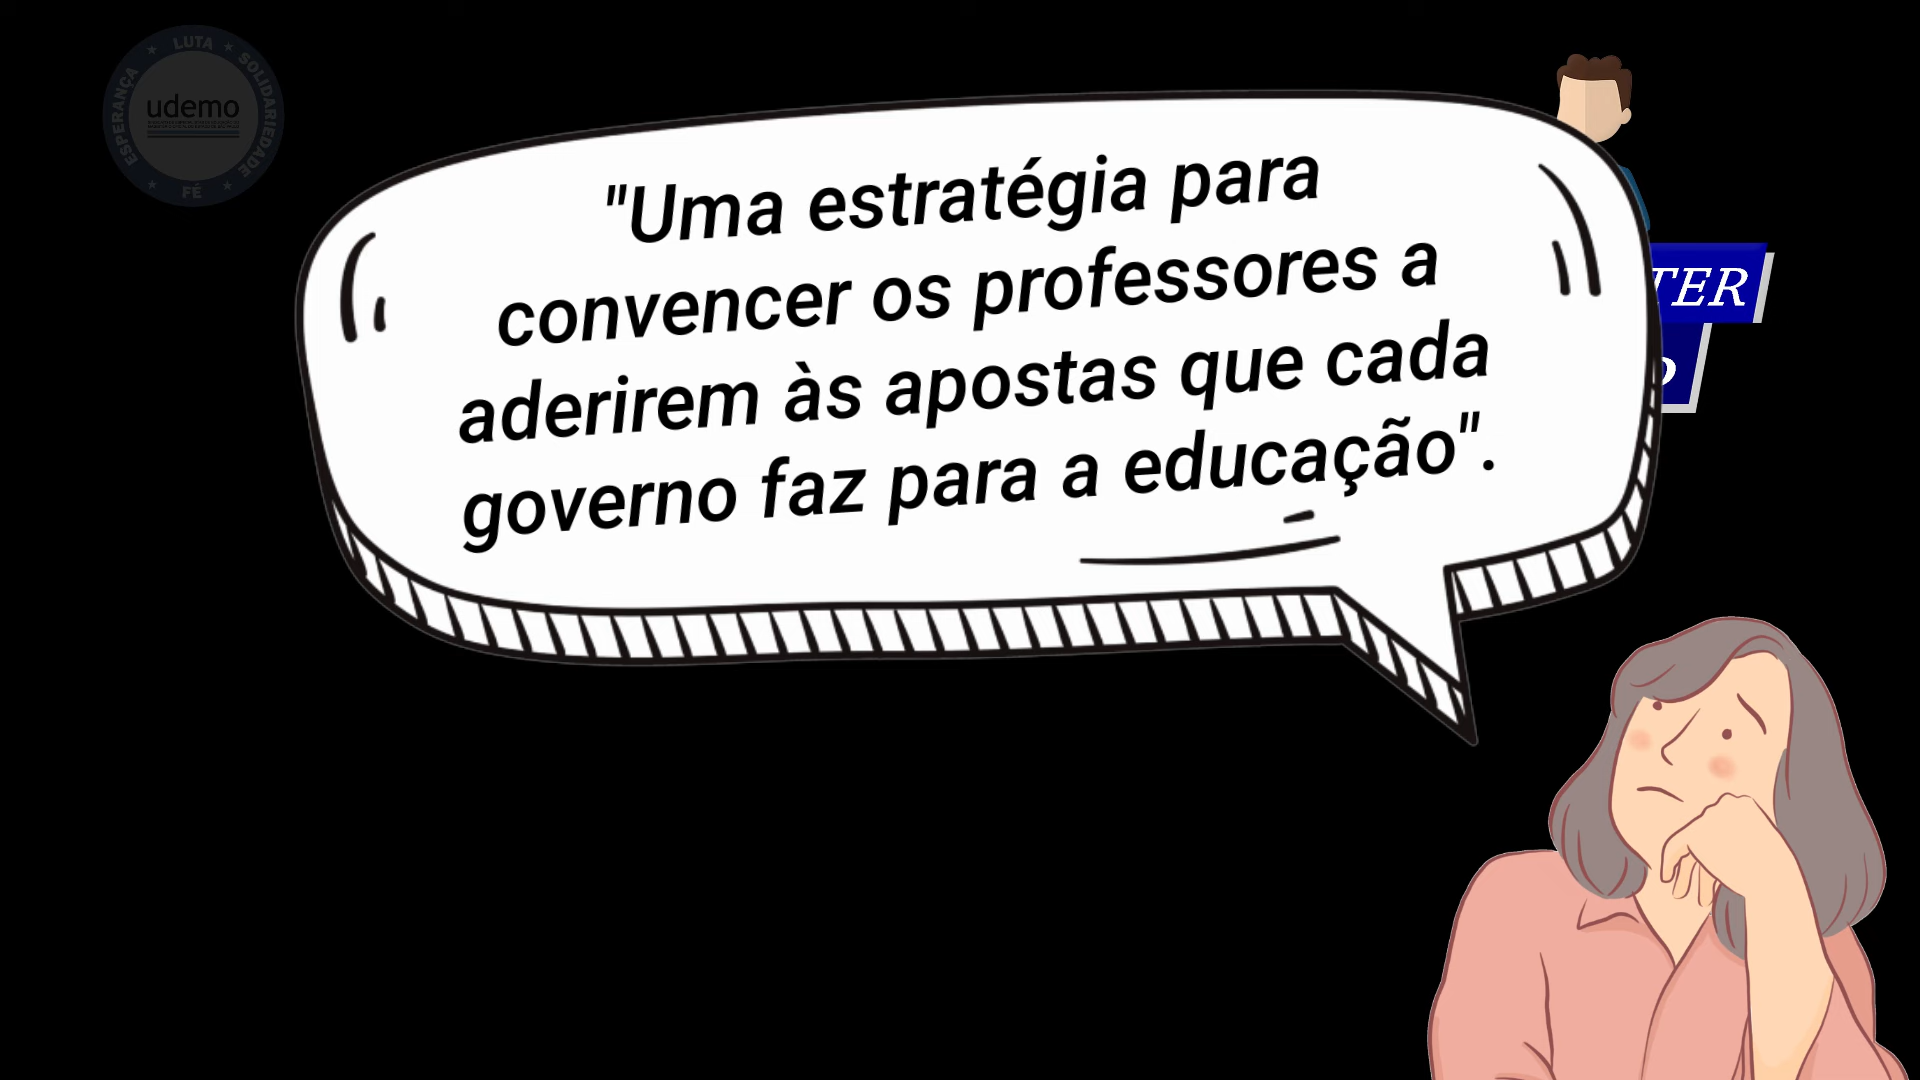 LUTA
ESPERANÇA
SOLIDARIEDADE
udemo
FÉ
"Uma estratégia para
convencer os professores a
aderirem às apostas que cada
governo faz para a educação".
TER